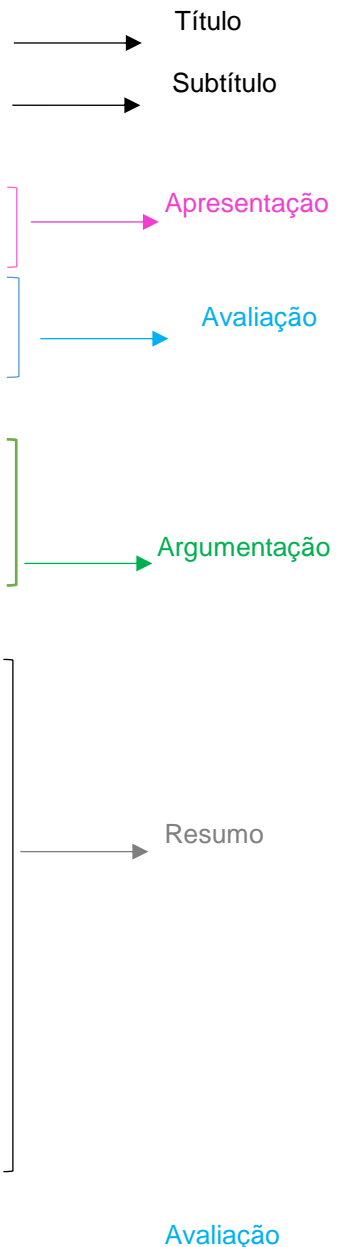 Título
Subtítulo
Apresentação
Avaliação
Argumentação
Resumo
Avaliação